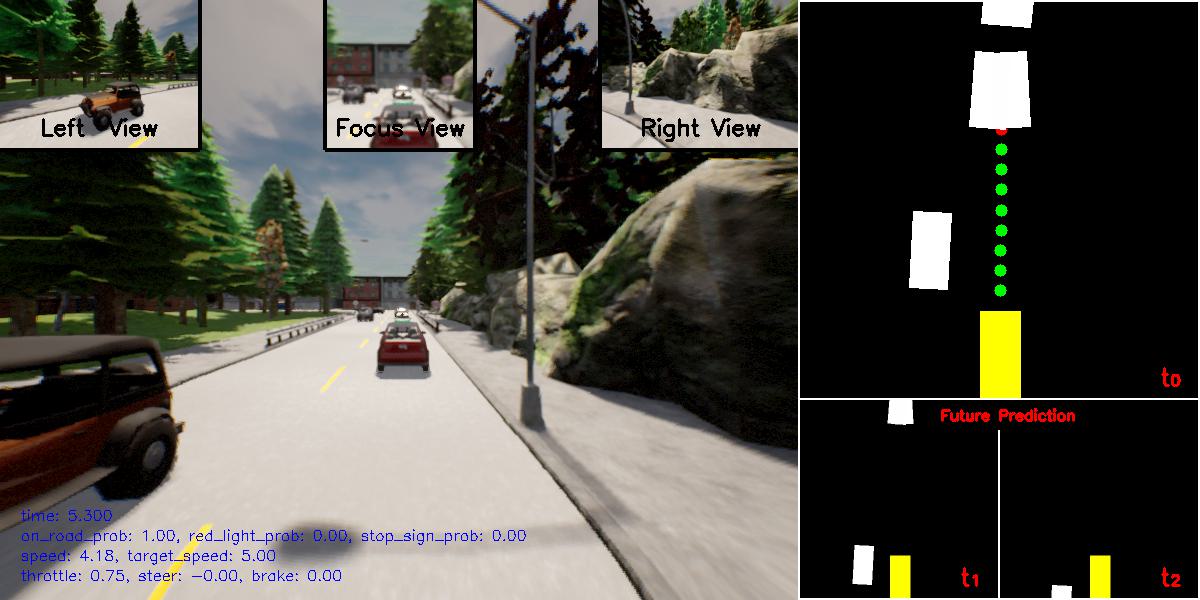 Left View
Focus View
Right View
time: 5.300
on_road_prob: 1.00, red_light_prob: 0.00, stop_sign_prob: 0.00
speed: 4.18, target_speed: 5.00
throttle: 0.75, steer: −0.00, brake: 0.00
t0
Future Prediction
t1
t2